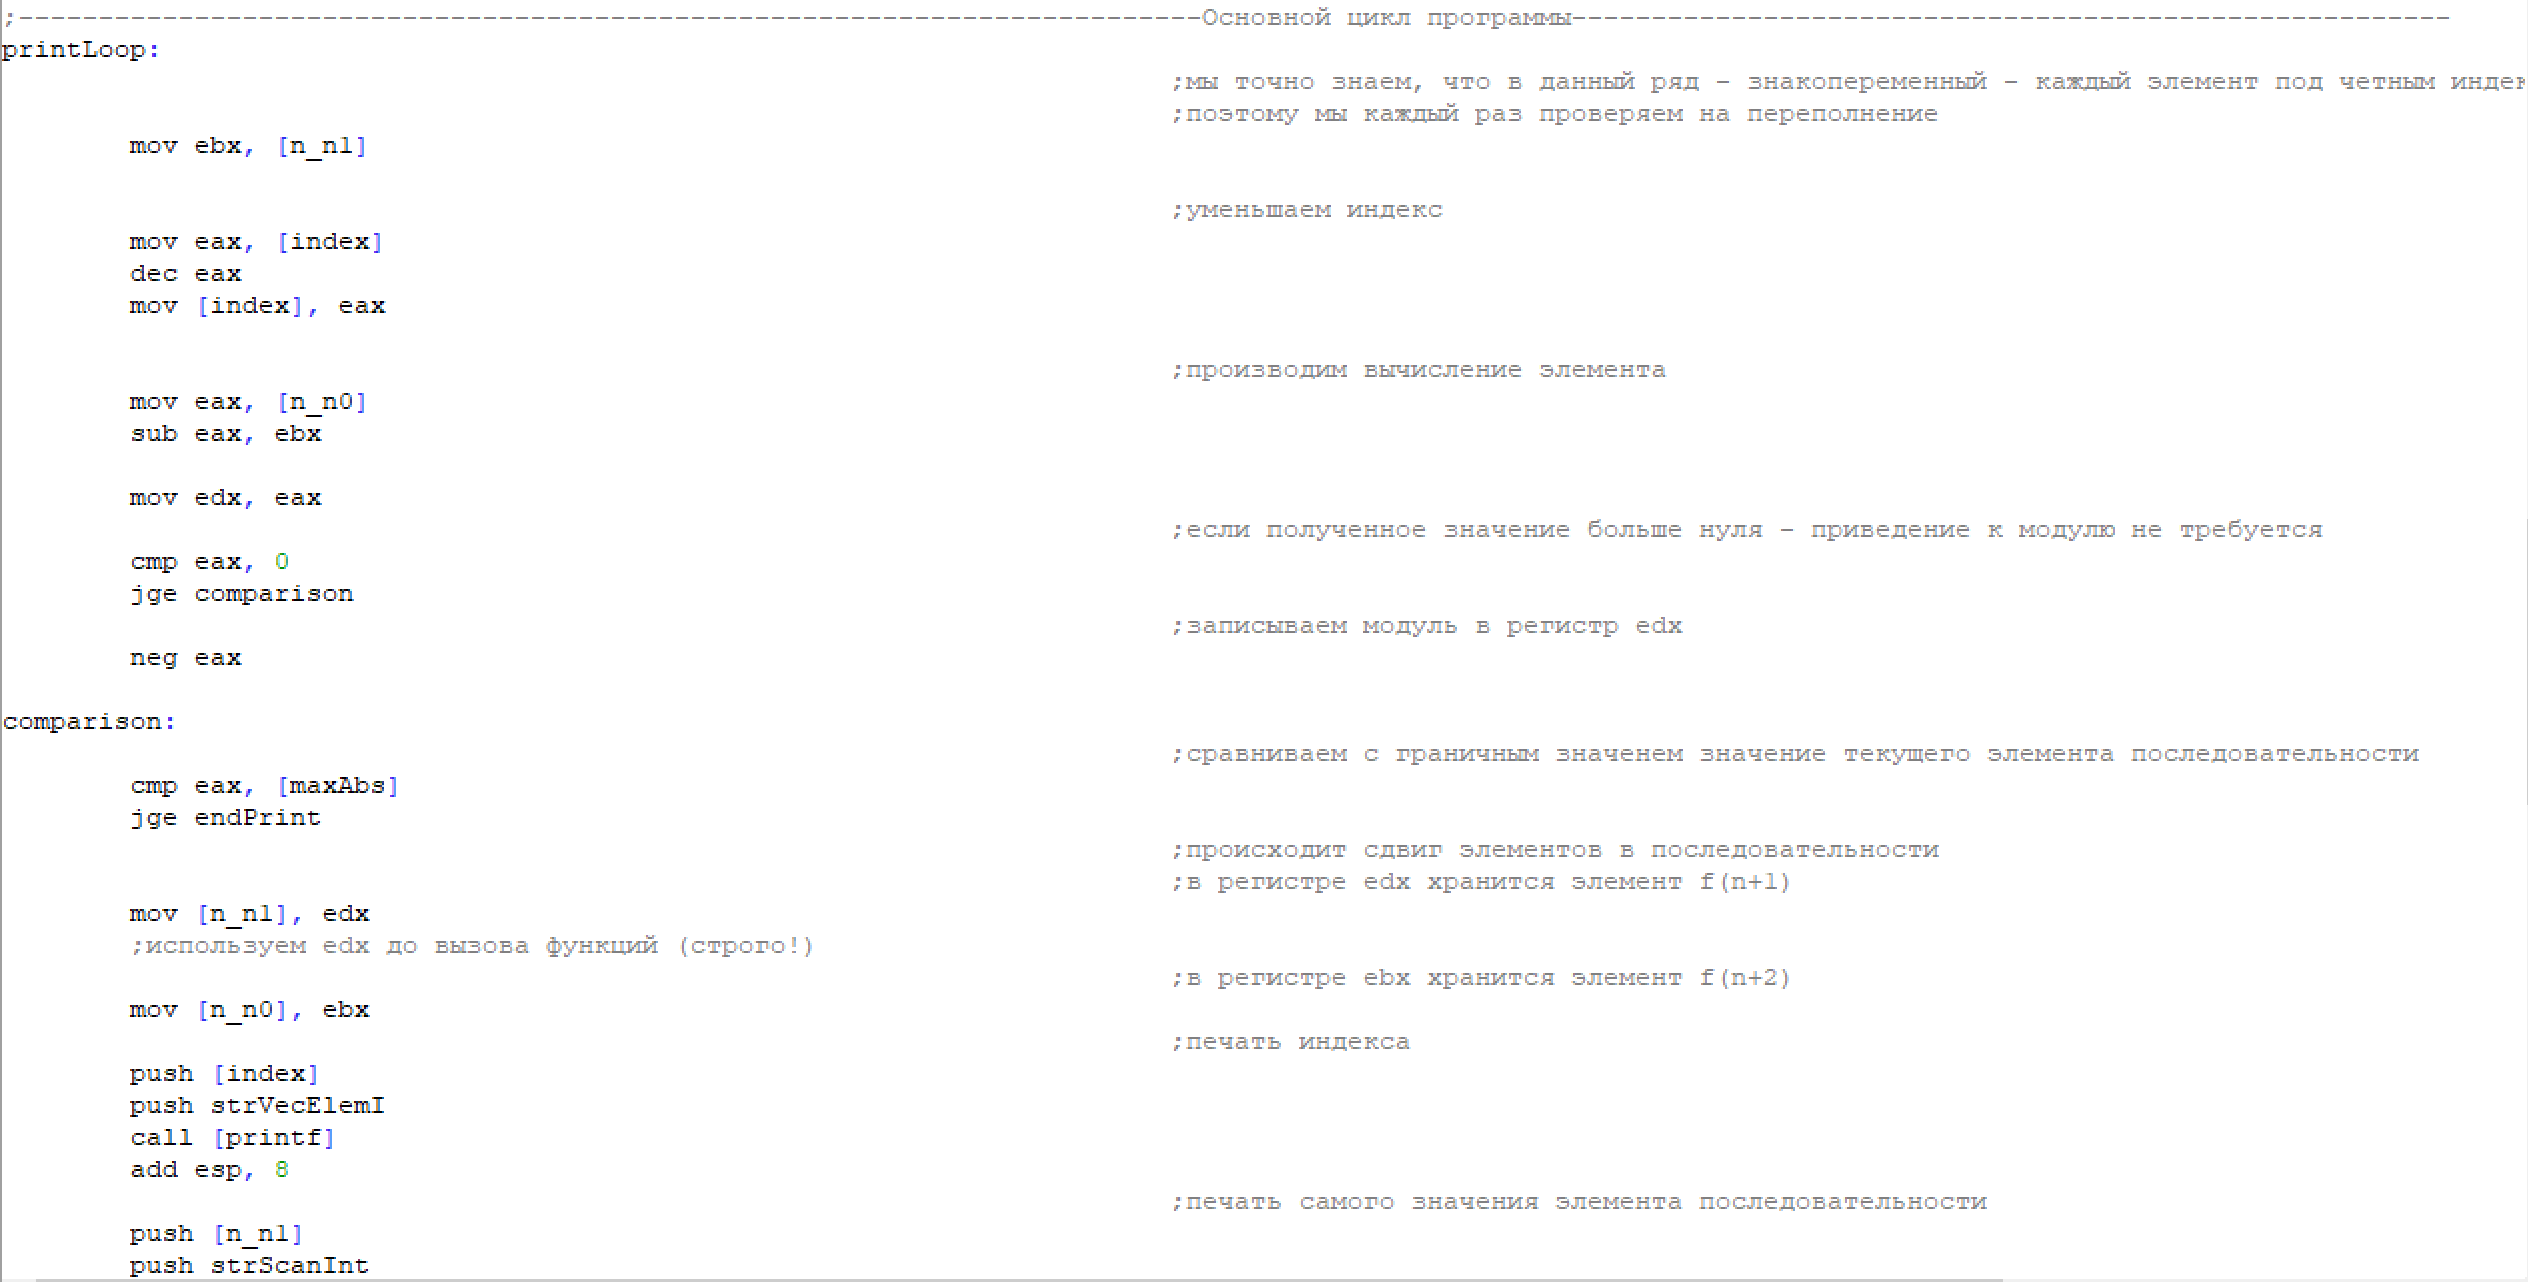 ;--------------------------------------------------------------------------Основной цикл программы-------------------------------------------------------
printLoop:
;мы точно знаем, что в данный ряд - знакопеременный - каждый элемент под четным
;поэтому мы каждый раз проверяем на переполнение
mov ebx, [n_n1]
;уменьшаем индекс
mov eax, [index]
dec eax
mov [index], eax
;производим вычисление элемента
mov eax, [n_n0]
sub eax, ebx
mov edx, eax
;если полученное значение больше нуля - приведение к модулю не требуется
cmp eax, 0
jge comparison
;записываем модуль в регистр edx
neg eax
comparison:
;сравниваем с граничным значенем значение текущего элемента последовательности
cmp eax, [maxAbs]
jge endPrint
;происходит сдвиг элементов в последовательности
;в регистре edx хранится элемент f(n+1)
mov [n_n1], edx
;используем edx до вызова функций (строго!)
;в регистре ebx хранится элемент f(n+2)
mov [n_n0], ebx
;печать индекса
push [index]
push strVecElemI
call [printf]
add esp, 8
;печать самого значения элемента последовательности
push [n_n1]
push strScanInt